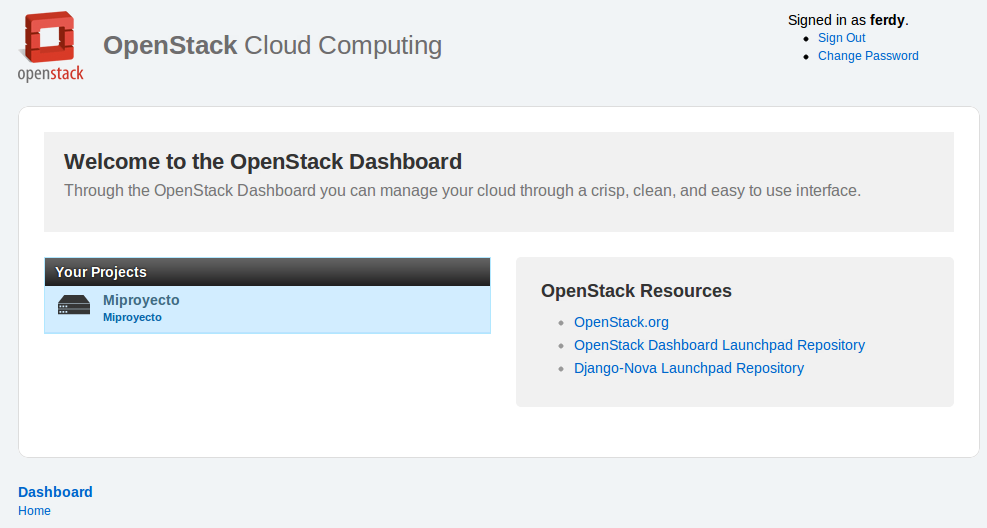 openstack
OpenStack Cloud Computing
Signed in as ferdy.
Sign Out
Change Password
Welcome to the OpenStack Dashboard
Through the OpenStack Dashboard you can manage your cloud through a crisp, clean, and easy to use interface.
Your Projects
Miproyecto
Miproyecto
OpenStack Resources
OpenStack.org
OpenStack Dashboard Launchpad Repository
Django-Nova Launchpad Repository
Dashboard
Home